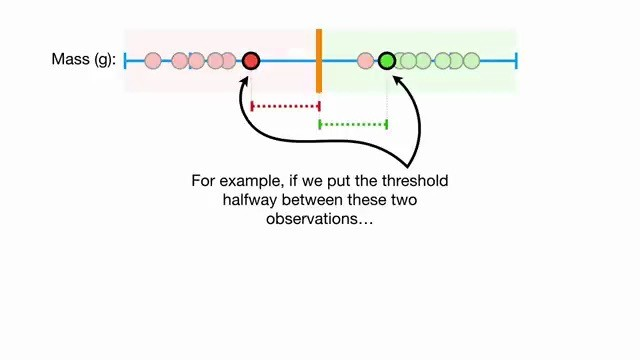 Mass (g):
For example, if we put the threshold
halfway between these two
observations…